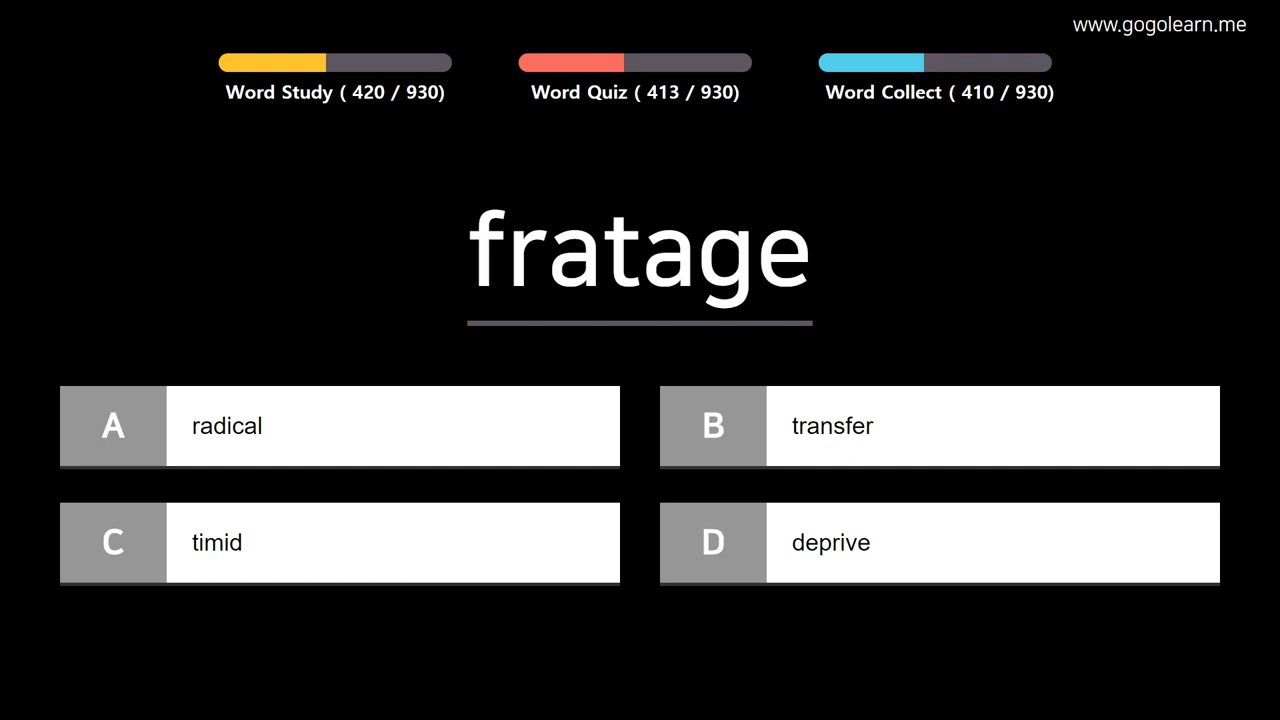 www.gogolearn.me
Word Study ( 420 / 930)
Word Quiz ( 413 / 930)
Word Collect ( 410 / 930)
fratage
A radical
B transfer
C timid
D deprive